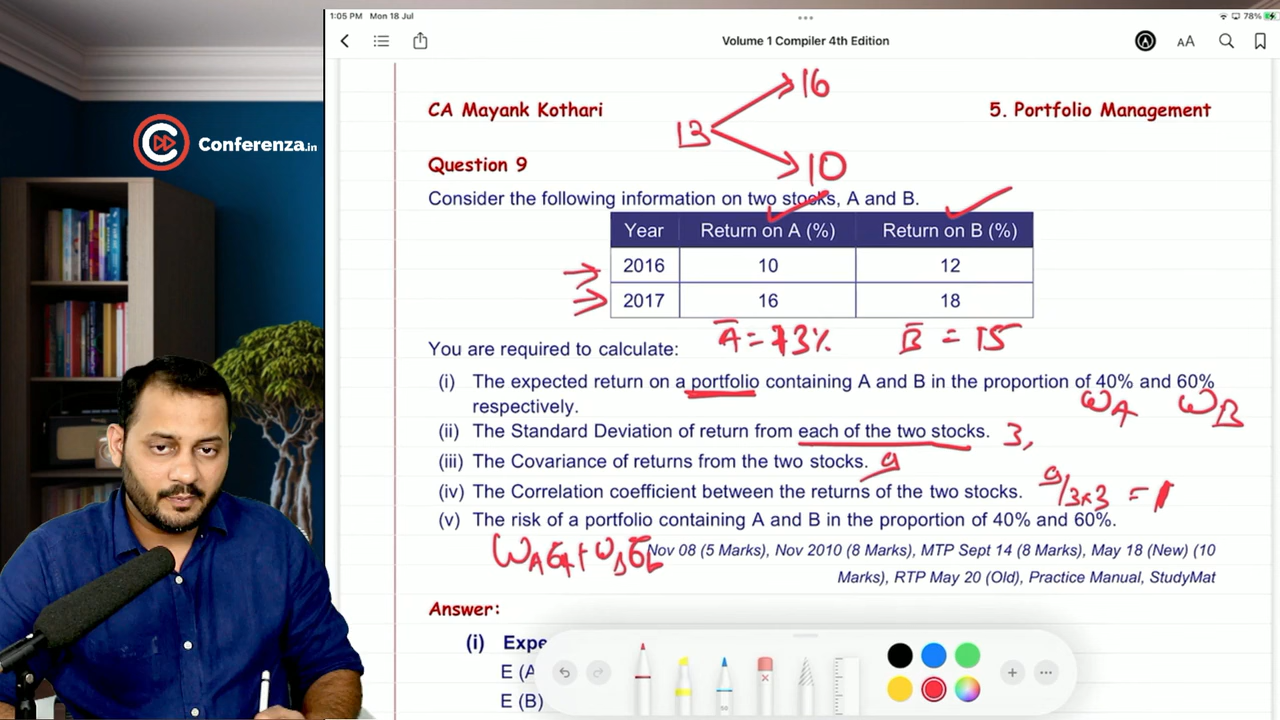 1:05 PM Mon 18 Jul
78%
Volume 1 Compiler 4th Edition
AA
Conferenza.in
CA Mayank Kothari
5. Portfolio Management
13
16
10
Question 9
Consider the following information on two stocks, A and B.
Year Return on A (%) Return on B (%)
2016 10 12
2017 16 18
A̅ = 13% B̅ = 15
You are required to calculate:
(i) The expected return on a portfolio containing A and B in the proportion of 40% and 60%
respectively.
ωA ωB
(ii) The Standard Deviation of return from each of the two stocks. 3,
(iii) The Covariance of returns from the two stocks. 9
(iv) The Correlation coefficient between the returns of the two stocks. 9/3×3 = 1
(v) The risk of a portfolio containing A and B in the proportion of 40% and 60%.
ωAσA+ωBσB
Nov 08 (5 Marks), Nov 2010 (8 Marks), MTP Sept 14 (8 Marks), May 18 (New) (10
Marks), RTP May 20 (Old), Practice Manual, StudyMat
Answer:
(i) Expe
E (A
E (B)